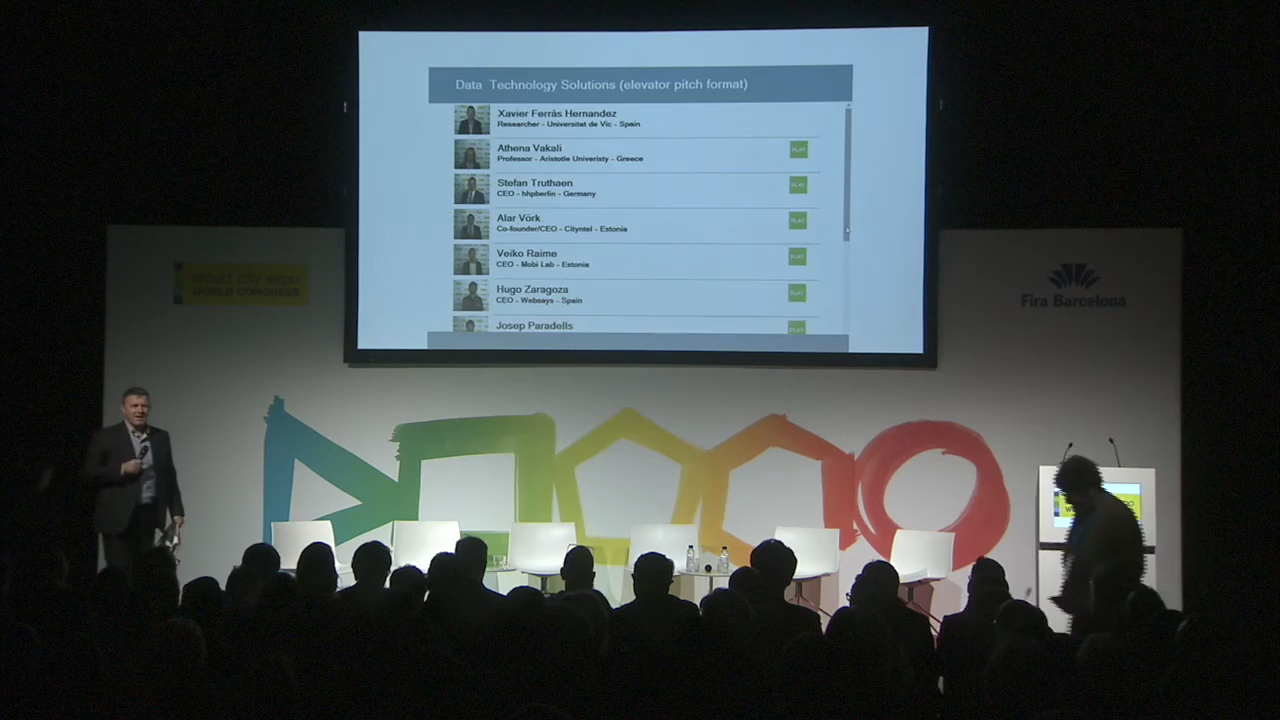 Data Technology Solutions (elevator pitch format)
Xavier Ferràs Hernandez
Researcher - Universitat de Vic - Spain
Athena Vakali
Professor - Aristotle Univeristy - Greece
PLAY
Stefan Truthaen
CEO - hhpberlin - Germany
PLAY
Alar Võrk
Co-founder/CEO - Cityntel - Estonia
PLAY
Veiko Raime
CEO - Mobi Lab - Estonia
PLAY
Hugo Zaragoza
CEO - Websays - Spain
PLAY
Josep Paradells
PLAY
smart city expo
WORLD CONGRESS
Fira Barcelona